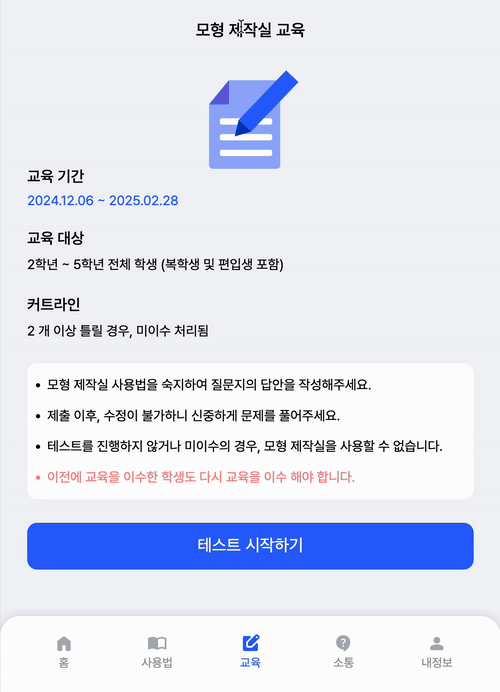 모형 제작실 교육
교육 기간
2024.12.06 ~ 2025.02.28
교육 대상
2학년 ~ 5학년 전체 학생 (복학생 및 편입생 포함)
커트라인
2 개 이상 틀릴 경우, 미이수 처리됨
• 모형 제작실 사용법을 숙지하여 질문지의 답안을 작성해주세요.
• 제출 이후, 수정이 불가하니 신중하게 문제를 풀어주세요.
• 테스트를 진행하지 않거나 미이수의 경우, 모형 제작실을 사용할 수 없습니다.
• 이전에 교육을 이수한 학생도 다시 교육을 이수 해야 합니다.
테스트 시작하기
홈
사용법
교육
소통
내정보